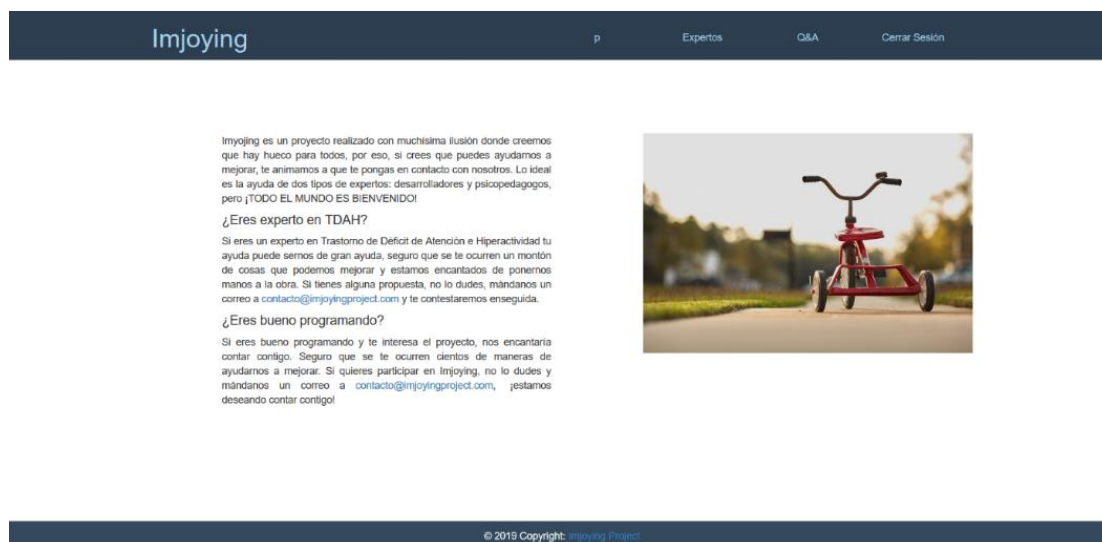 Imjoying
p Expertos Q&A Cerrar Sesión
Imyojing es un proyecto realizado con muchísima ilusión donde creemos
que hay hueco para todos, por eso, si crees que puedes ayudarnos a
mejorar, te animamos a que te pongas en contacto con nosotros. Lo ideal
es la ayuda de dos tipos de expertos: desarrolladores y psicopedagogos,
pero ¡TODO EL MUNDO ES BIENVENIDO!
¿Eres experto en TDAH?
Si eres un experto en Trastorno de Déficit de Atención e Hiperactividad tu
ayuda puede sernos de gran ayuda, seguro que se te ocurren un montón
de cosas que podemos mejorar y estamos encantados de ponernos
manos a la obra. Si tienes alguna propuesta, no lo dudes, mándanos un
correo a contacto@imjoyingproject.com y te contestaremos enseguida.
¿Eres bueno programando?
Si eres bueno programando y te interesa el proyecto, nos encantaría
contar contigo. Seguro que se te ocurren cientos de maneras de
ayudarnos a mejorar. Si quieres participar en Imjoying, no lo dudes y
mándanos un correo a contacto@imjoyingproject.com, ¡estamos
deseando contar contigo!
© 2019 Copyright: Imjoying Project